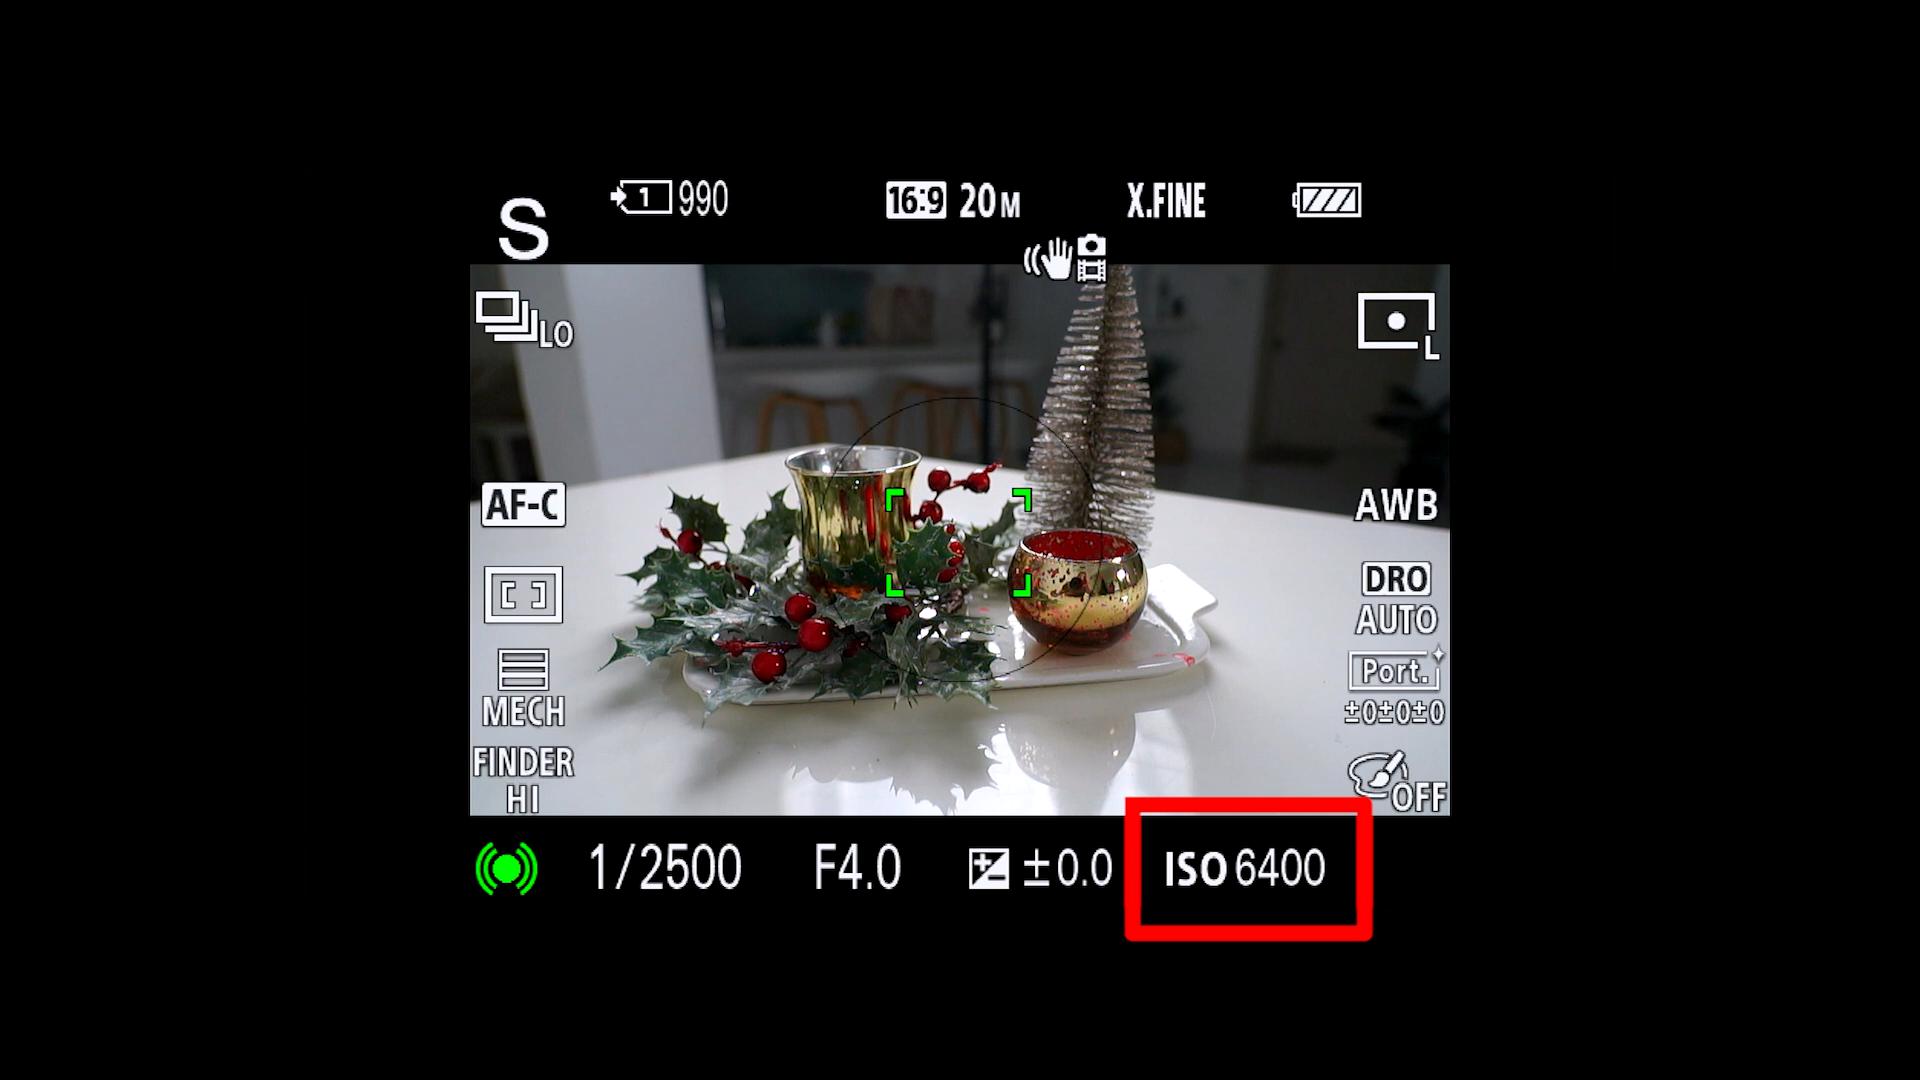 S
1 990
16:9 20M
X.FINE
LO
L
AF-C
AWB
DRO
AUTO
MECH
Port.
±0±0±0
FINDER
HI
OFF
1/2500
F4.0
±0.0
ISO 6400